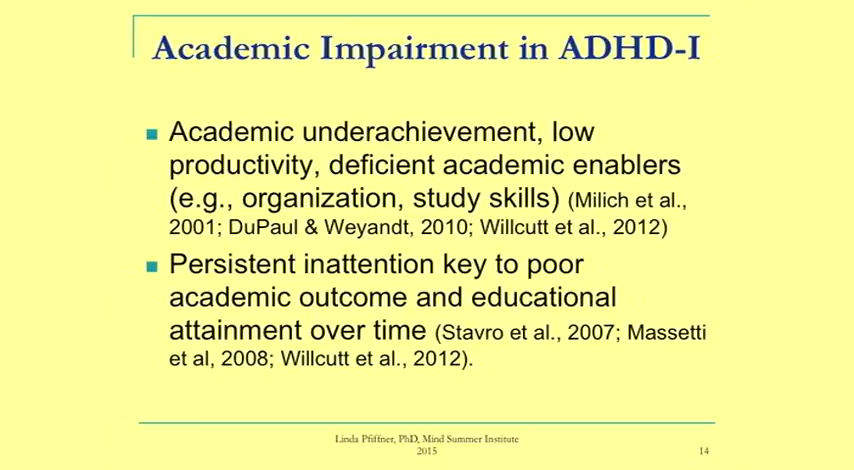 Academic Impairment in ADHD-I
Academic underachievement, low
productivity, deficient academic enablers
(e.g., organization, study skills) (Milich et al.,
2001; DuPaul & Weyandt, 2010; Willcutt et al., 2012)
Persistent inattention key to poor
academic outcome and educational
attainment over time (Stavro et al., 2007; Massetti
et al, 2008; Willcutt et al., 2012).
Linda Pfiffner, PhD, Mind Summer Institute
2015
14